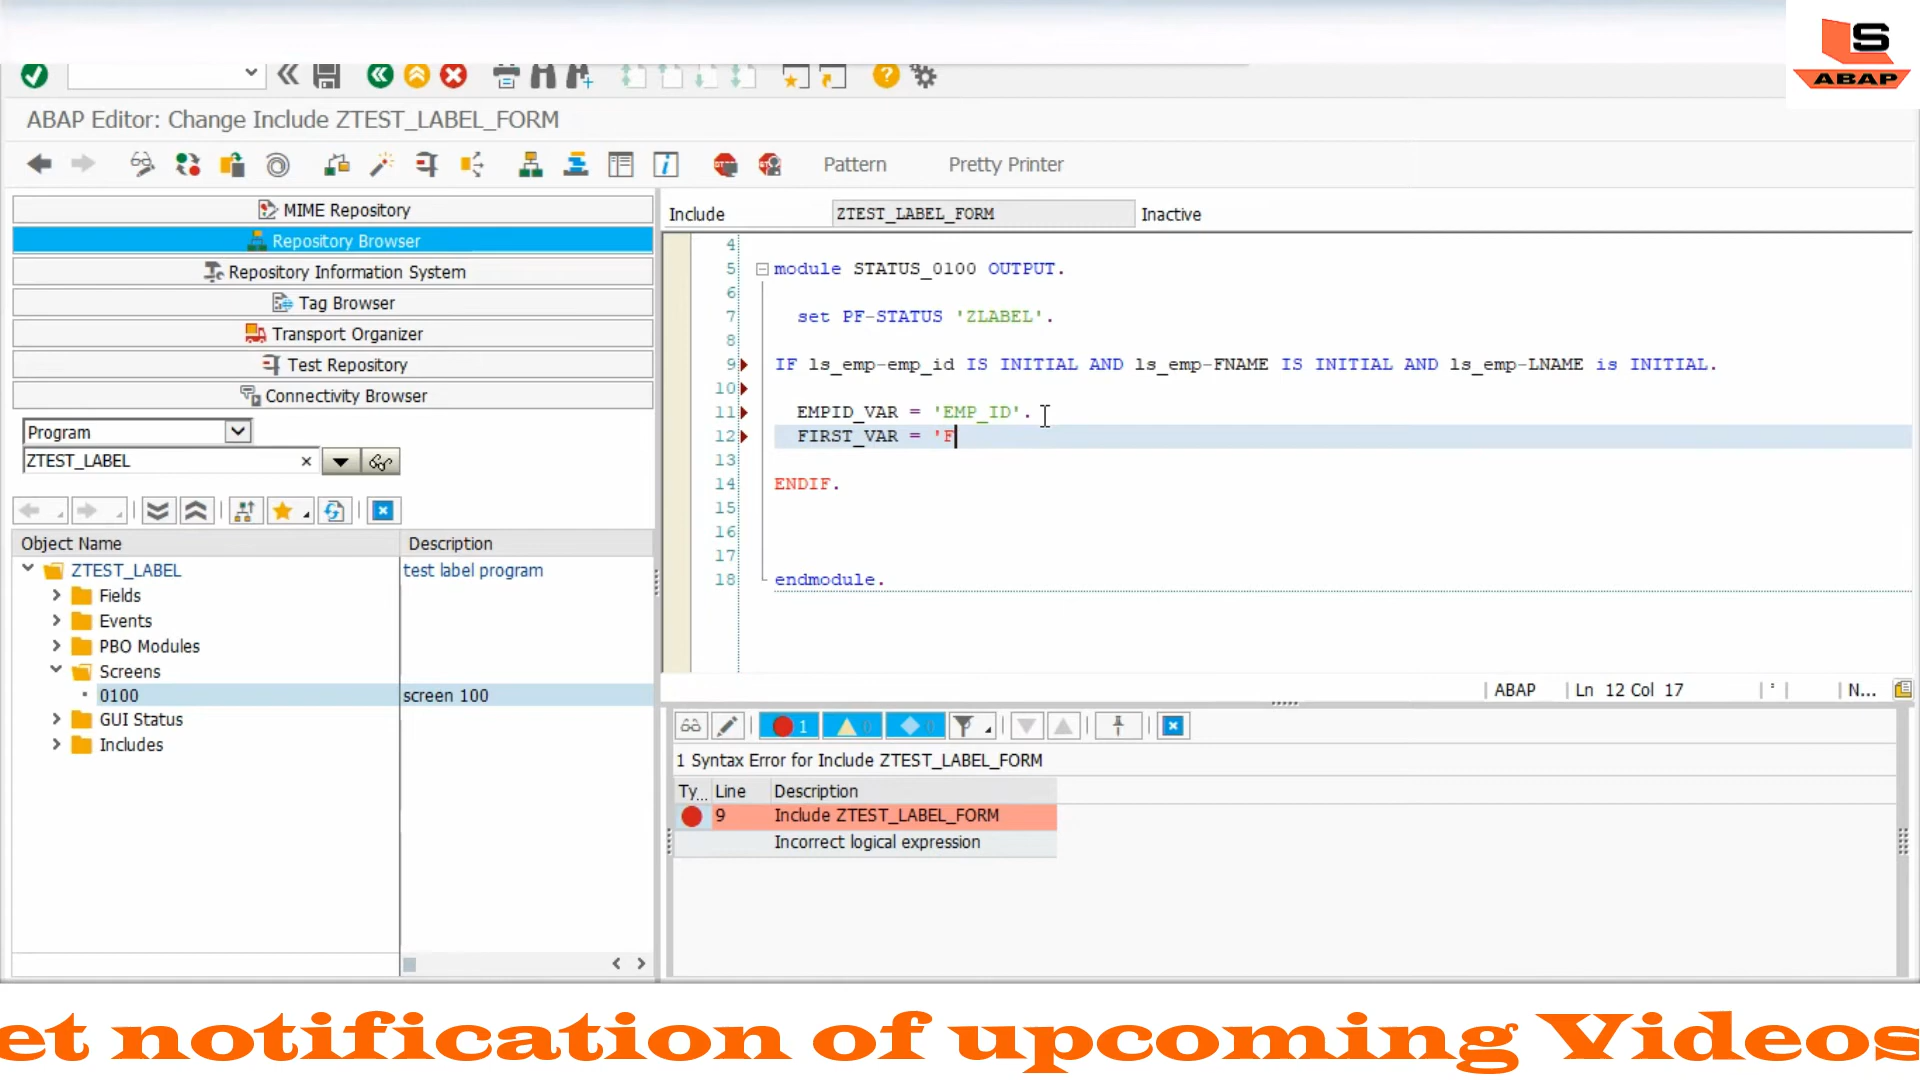 S
ABAP
ABAP Editor: Change Include ZTEST_LABEL_FORM
Pattern
Pretty Printer
MIME Repository
Repository Browser
Repository Information System
Tag Browser
Transport Organizer
Test Repository
Connectivity Browser
Program
ZTEST_LABEL
Object Name
Description
ZTEST_LABEL
test label program
Fields
Events
PBO Modules
Screens
0100
screen 100
GUI Status
Includes
Include
ZTEST_LABEL_FORM
Inactive
4
5 module STATUS_0100 OUTPUT.
6
7 set PF-STATUS 'ZLABEL'.
8
9 IF ls_emp-emp_id IS INITIAL AND ls_emp-FNAME IS INITIAL AND ls_emp-LNAME is INITIAL.
10
11 EMPID_VAR = 'EMP_ID'.
12 FIRST_VAR = 'F
13
14 ENDIF.
15
16
17
18 endmodule.
ABAP
Ln 12 Col 17
N...
1
0
0
1 Syntax Error for Include ZTEST_LABEL_FORM
Ty... Line Description
9 Include ZTEST_LABEL_FORM
Incorrect logical expression
et notification of upcoming Videos